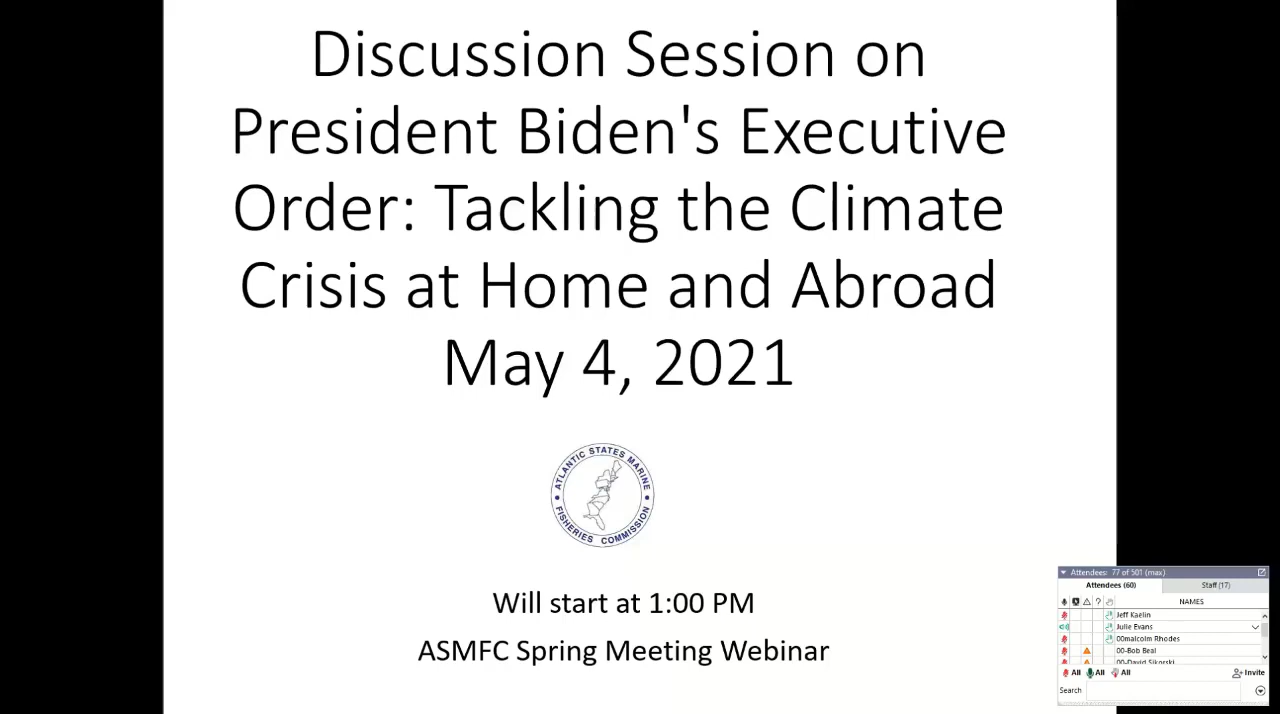 Discussion Session on
President Biden's Executive
Order: Tackling the Climate
Crisis at Home and Abroad
May 4, 2021
ATLANTIC STATES MARINE
FISHERIES COMMISSION
Will start at 1:00 PM
ASMFC Spring Meeting Webinar
Attendees: 77 of 501 (max)
Attendees (60) Staff (17)
? NAMES
Jeff Kaelin
Julie Evans
00malcolm Rhodes
00-Bob Beal
00-David Sikorski
All All All Invite
Search